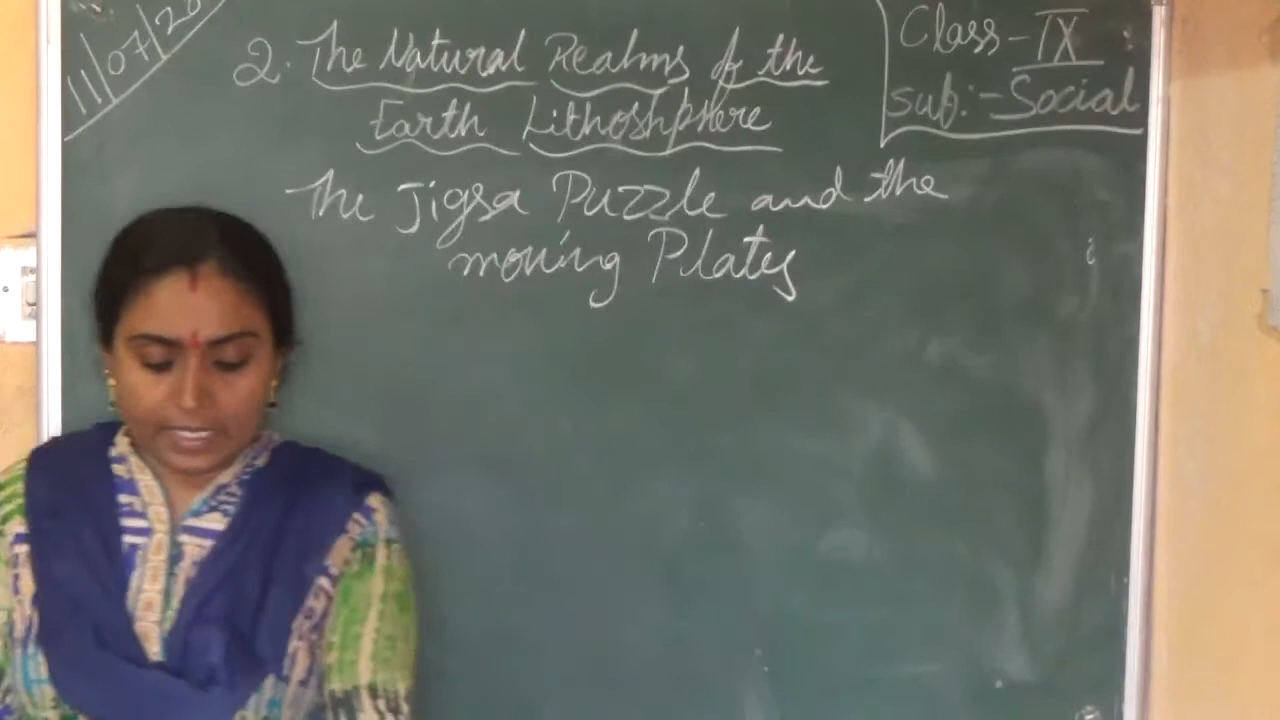 11/07/20
2. The Natural Realms of the
Earth Lithoshphere
The Jigsa Puzzle and the
moving Plates
Class - IX
sub:- Social